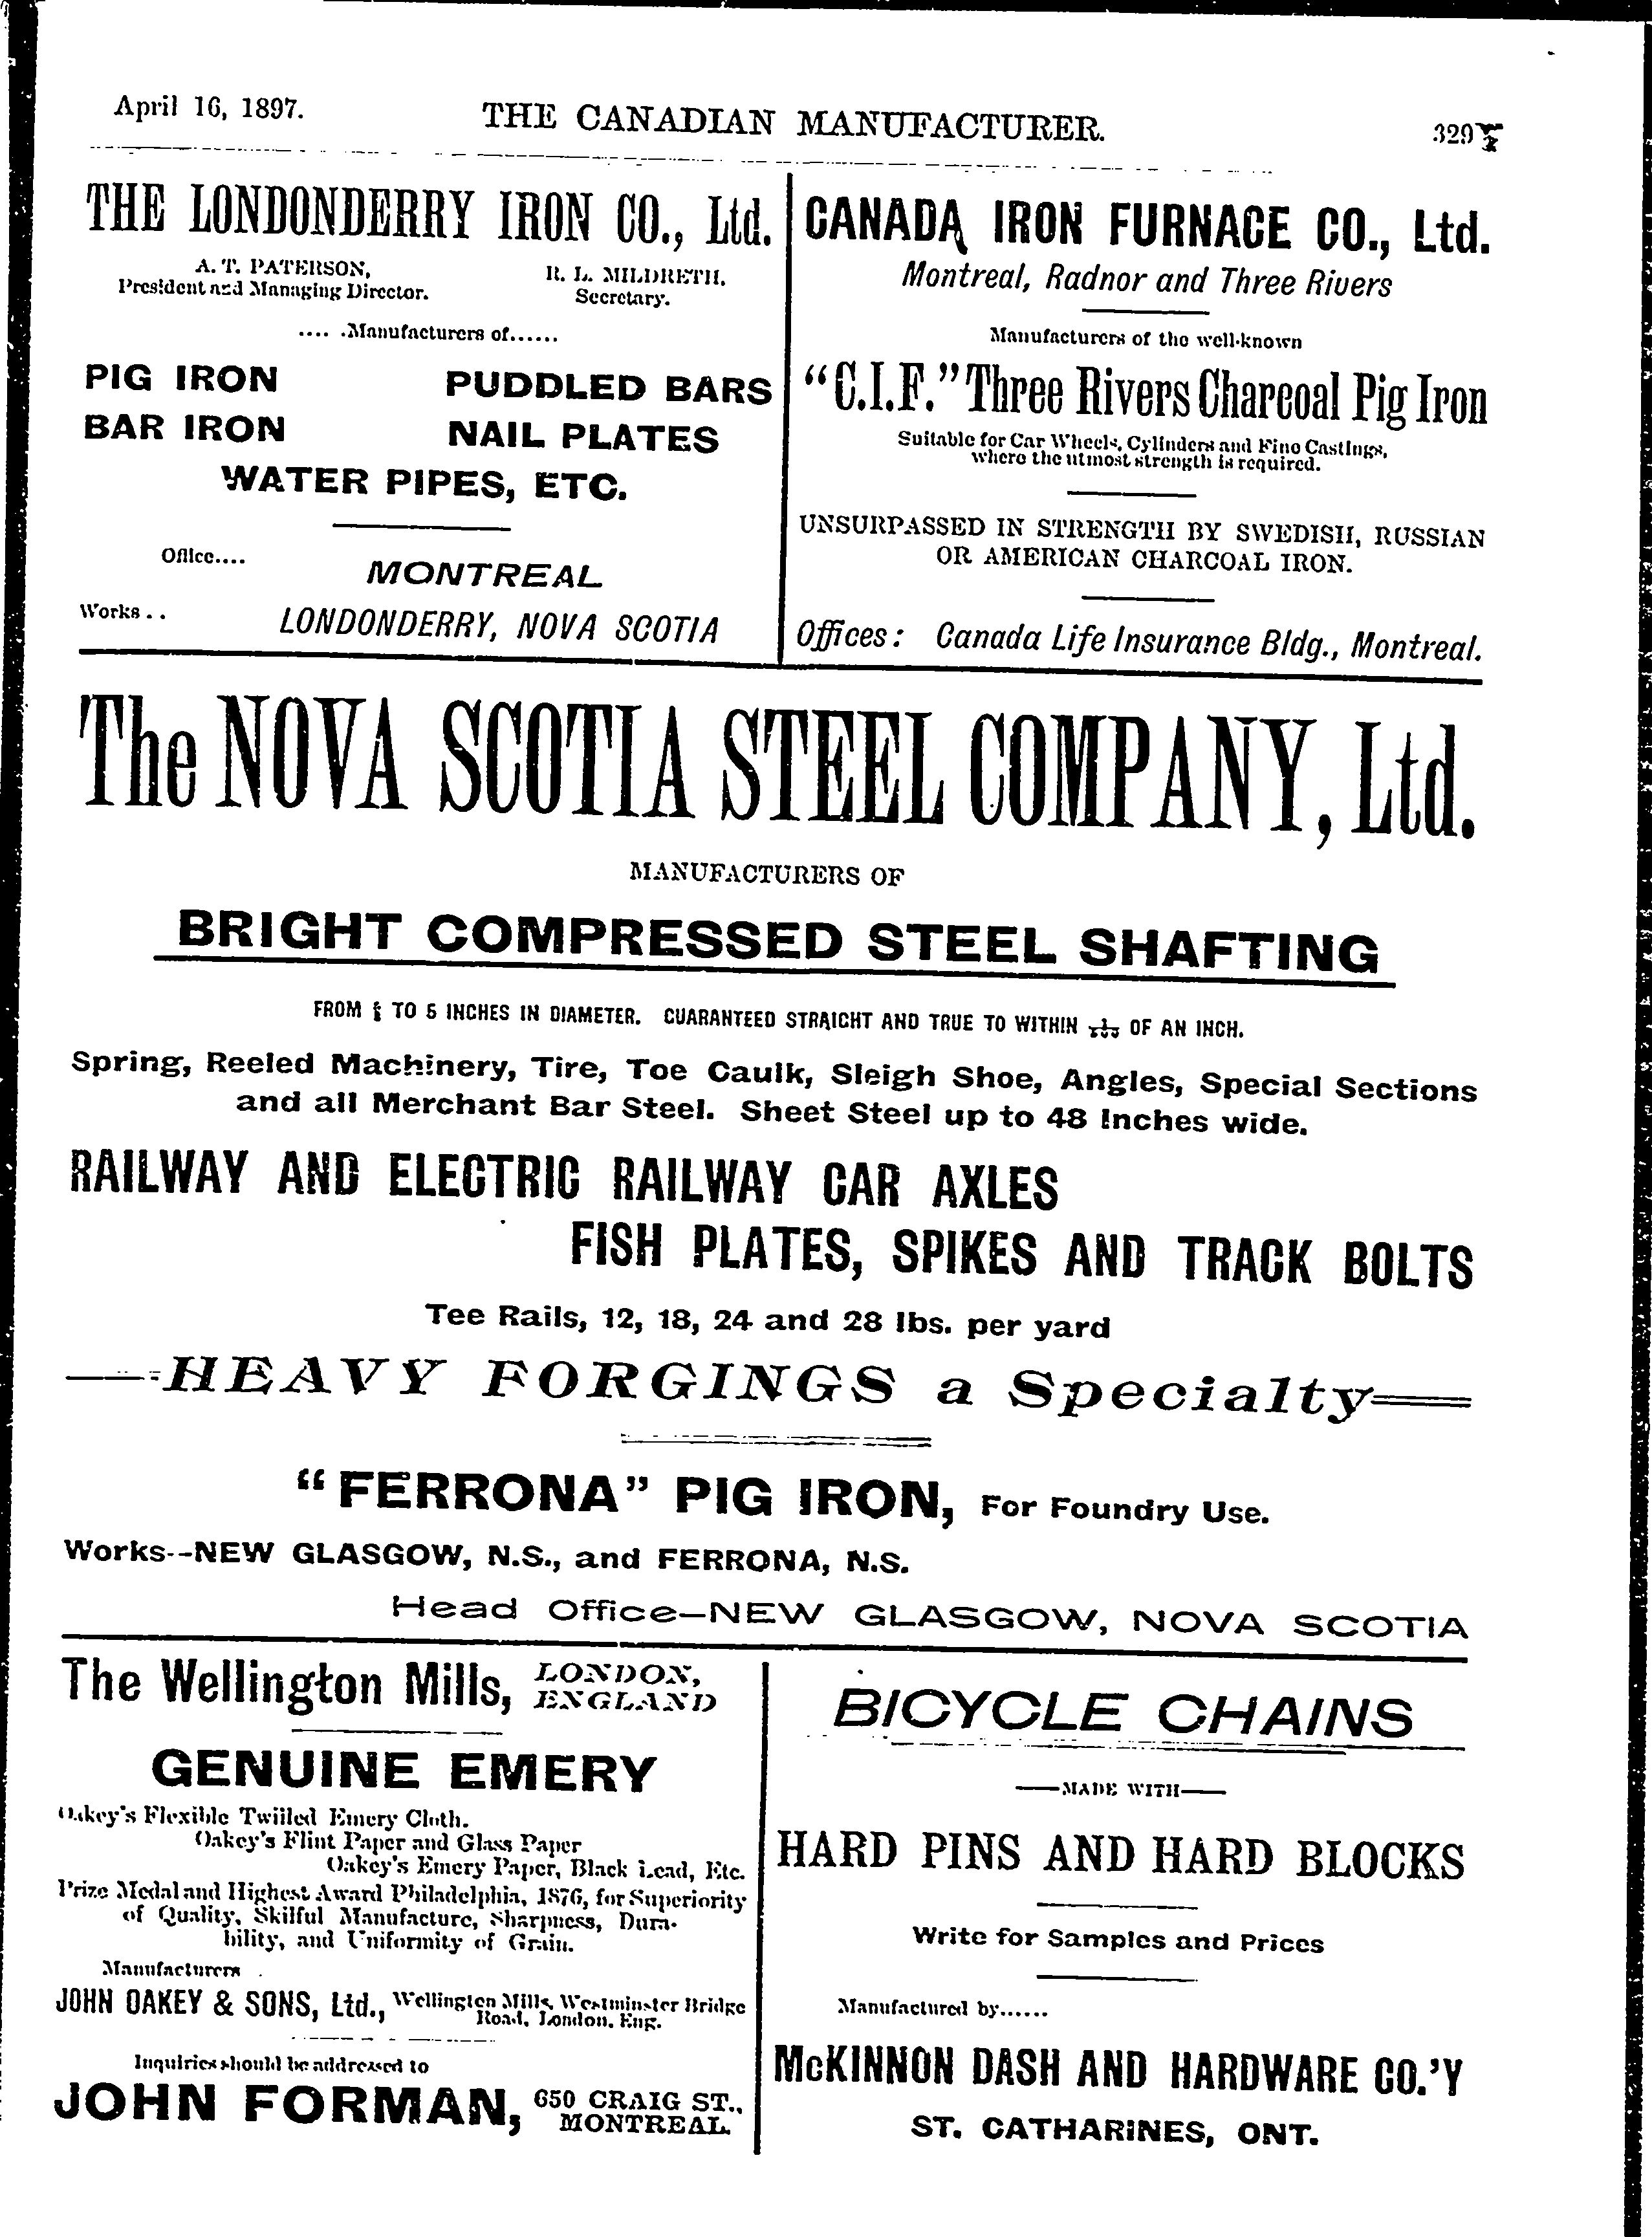 April 16, 1897.
THE CANADIAN MANUFACTURER.
329
THE LONDONDERRY IRON CO., Ltd.
A. T. PATERSON,
President and Managing Director.
R. L. MILDRETH,
Secretary.
.... .Manufacturers of......
PIG IRON
PUDDLED BARS
BAR IRON
NAIL PLATES
WATER PIPES, ETC.
Office....
MONTREAL
Works..
LONDONDERRY, NOVA SCOTIA
CANADA IRON FURNACE CO., Ltd.
Montreal, Radnor and Three Rivers
Manufacturers of the well-known
"C.I.F." Three Rivers Charcoal Pig Iron
Suitable for Car Wheels, Cylinders and Fine Castings,
where the utmost strength is required.
UNSURPASSED IN STRENGTH BY SWEDISH, RUSSIAN
OR AMERICAN CHARCOAL IRON.
Offices: Canada Life Insurance Bldg., Montreal.
The NOVA SCOTIA STEEL COMPANY, Ltd.
MANUFACTURERS OF
BRIGHT COMPRESSED STEEL SHAFTING
FROM TO 5 INCHES IN DIAMETER. GUARANTEED STRAIGHT AND TRUE TO WITHIN OF AN INCH.
Spring, Reeled Machinery, Tire, Toe Caulk, Sleigh Shoe, Angles, Special Sections
and all Merchant Bar Steel. Sheet Steel up to 48 Inches wide.
RAILWAY AND ELECTRIC RAILWAY CAR AXLES
FISH PLATES, SPIKES AND TRACK BOLTS
Tee Rails, 12, 18, 24 and 28 lbs. per yard
HEAVY FORGINGS a Specialty
"FERRONA" PIG IRON, For Foundry Use.
Works--NEW GLASGOW, N.S., and FERRONA, N.S.
Head Office—NEW GLASGOW, NOVA SCOTIA
The Wellington Mills, LONDON,
ENGLAND
GENUINE EMERY
Oakey's Flexible Twilled Emery Cloth.
Oakey's Flint Paper and Glass Paper
Oakey's Emery Paper, Black Lead, Etc.
Prize Medal and Highest Award Philadelphia, 1876, for Superiority
of Quality, Skilful Manufacture, Sharpness, Dura-
bility, and Uniformity of Grain.
Manufacturers
JOHN OAKEY & SONS, Ltd., Wellington Mills, Westminster Bridge
Road, London, Eng.
Inquiries should be addressed to
JOHN FORMAN, 650 CRAIG ST.,
MONTREAL.
BICYCLE CHAINS
—MADE WITH—
HARD PINS AND HARD BLOCKS
Write for Samples and Prices
Manufactured by......
McKINNON DASH AND HARDWARE CO.'Y
ST. CATHARINES, ONT.